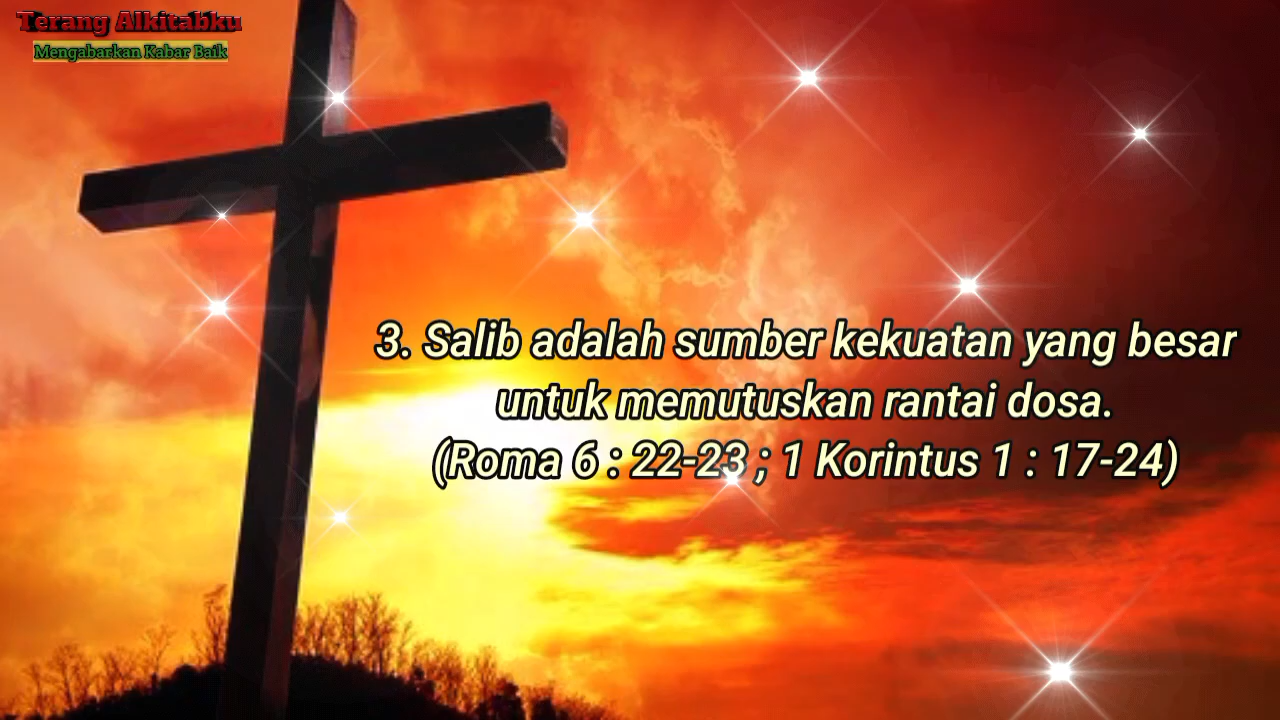 Terang Alkitabku
Mengabarkan Kabar Baik
3. Salib adalah sumber kekuatan yang besar
untuk memutuskan rantai dosa.
(Roma 6 : 22-23 ; 1 Korintus 1 : 17-24)